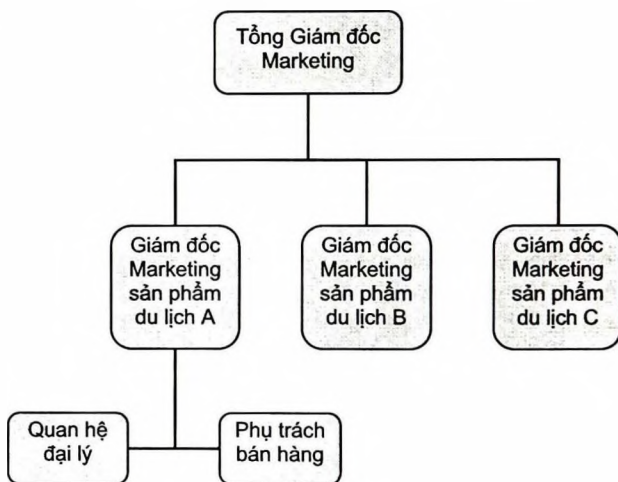 Tổng Giám đốc
Marketing
Giám đốc
Marketing
sản phẩm
du lịch A
Giám đốc
Marketing
sản phẩm
du lịch B
Giám đốc
Marketing
sản phẩm
du lịch C
Quan hệ
đại lý
Phụ trách
bán hàng